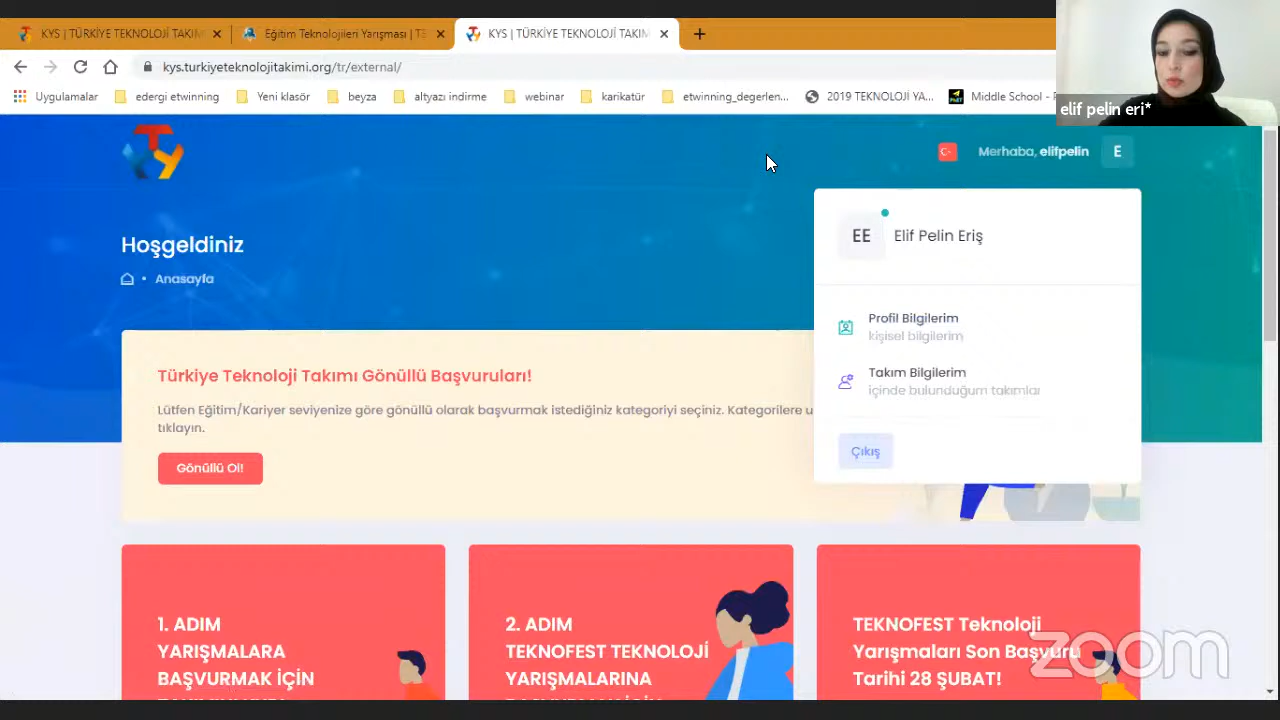 KYS | TÜRKİYE TEKNOLOJİ TAKIM
Eğitim Teknolojileri Yarışması | TE
KYS | TÜRKİYE TEKNOLOJİ TAKIM
kys.turkiyeteknolojitakimi.org/tr/external/
Uygulamalar
edergi etwinning
Yeni klasör
beyza
altyazı indirme
webinar
karikatür
etwinning_degerlen...
2019 TEKNOLOJİ YA...
Middle School - P
elif pelin eri*
Merhaba, elifpelin
E
Hoşgeldiniz
Anasayfa
EE
Elif Pelin Eriş
Profil Bilgilerim
kişisel bilgilerim
Takım Bilgilerim
içinde bulunduğum takımlar
Çıkış
Türkiye Teknoloji Takımı Gönüllü Başvuruları!
Lütfen Eğitim/Kariyer seviyenize göre gönüllü olarak başvurmak istediğiniz kategoriyi seçiniz. Kategorilere u
tıklayın.
Gönüllü Ol!
1. ADIM
YARIŞMALARA
BAŞVURMAK İÇİN
2. ADIM
TEKNOFEST TEKNOLOJİ
YARIŞMALARINA
TEKNOFEST Teknoloji
Yarışmaları Son Başvuru
Tarihi 28 ŞUBAT!
zoom